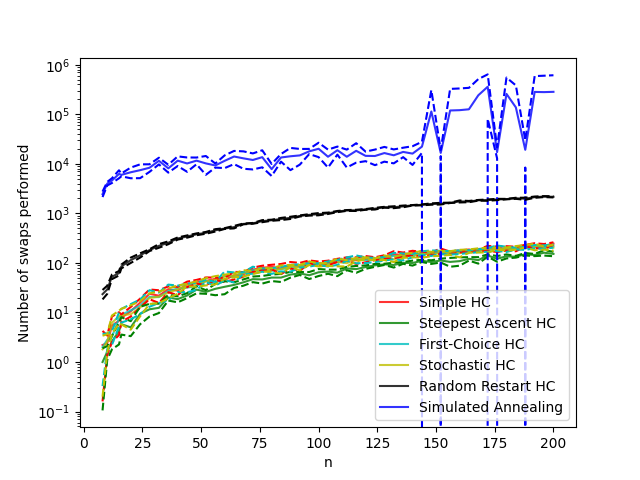 10⁶
10⁵
10⁴
10³
10²
10¹
10⁰
10⁻¹
Number of swaps performed
Simple HC
Steepest Ascent HC
First-Choice HC
Stochastic HC
Random Restart HC
Simulated Annealing
0 25 50 75 100 125 150 175 200
n